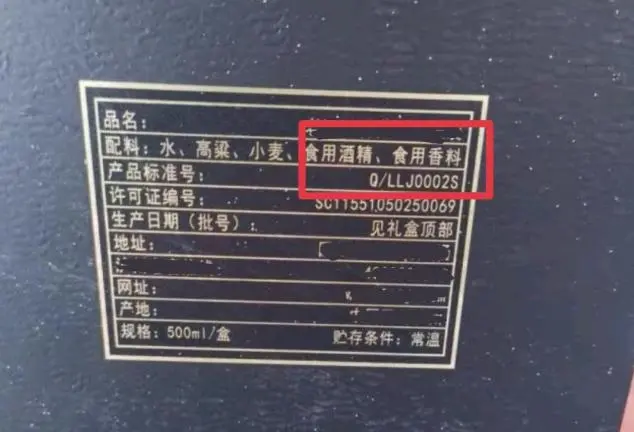 品名：
配料：水、高粱、小麦、食用酒精、食用香料
产品标准号： Q/LLJ0002S
许可证编号： SC11551050250069
生产日期（批号）： 见礼盒顶部
地址：
网址：
产地：
规格：500ml/盒 贮存条件：常温